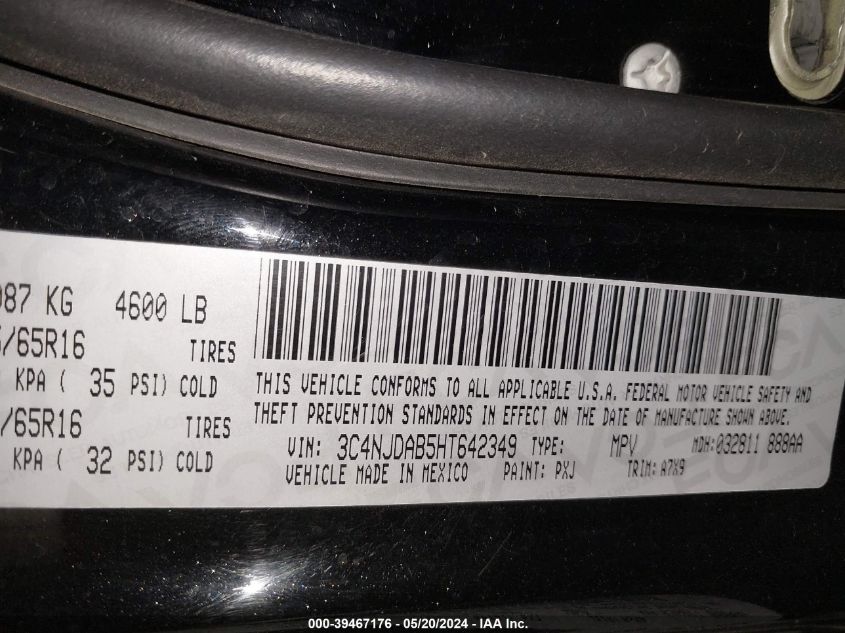 087 KG 4600 LB
/65R16 TIRES
KPA ( 35 PSI) COLD
/65R16 TIRES
KPA ( 32 PSI) COLD
THIS VEHICLE CONFORMS TO ALL APPLICABLE U.S.A. FEDERAL MOTOR VEHICLE SAFETY AND
THEFT PREVENTION STANDARDS IN EFFECT ON THE DATE OF MANUFACTURE SHOWN ABOVE.
VIN: 3C4NJDAB5HT642349 TYPE: MPV MDH:032811 888AA
VEHICLE MADE IN MEXICO PAINT: PXJ TRIM: A7X9
000-39467176 - 05/20/2024 - IAA Inc.